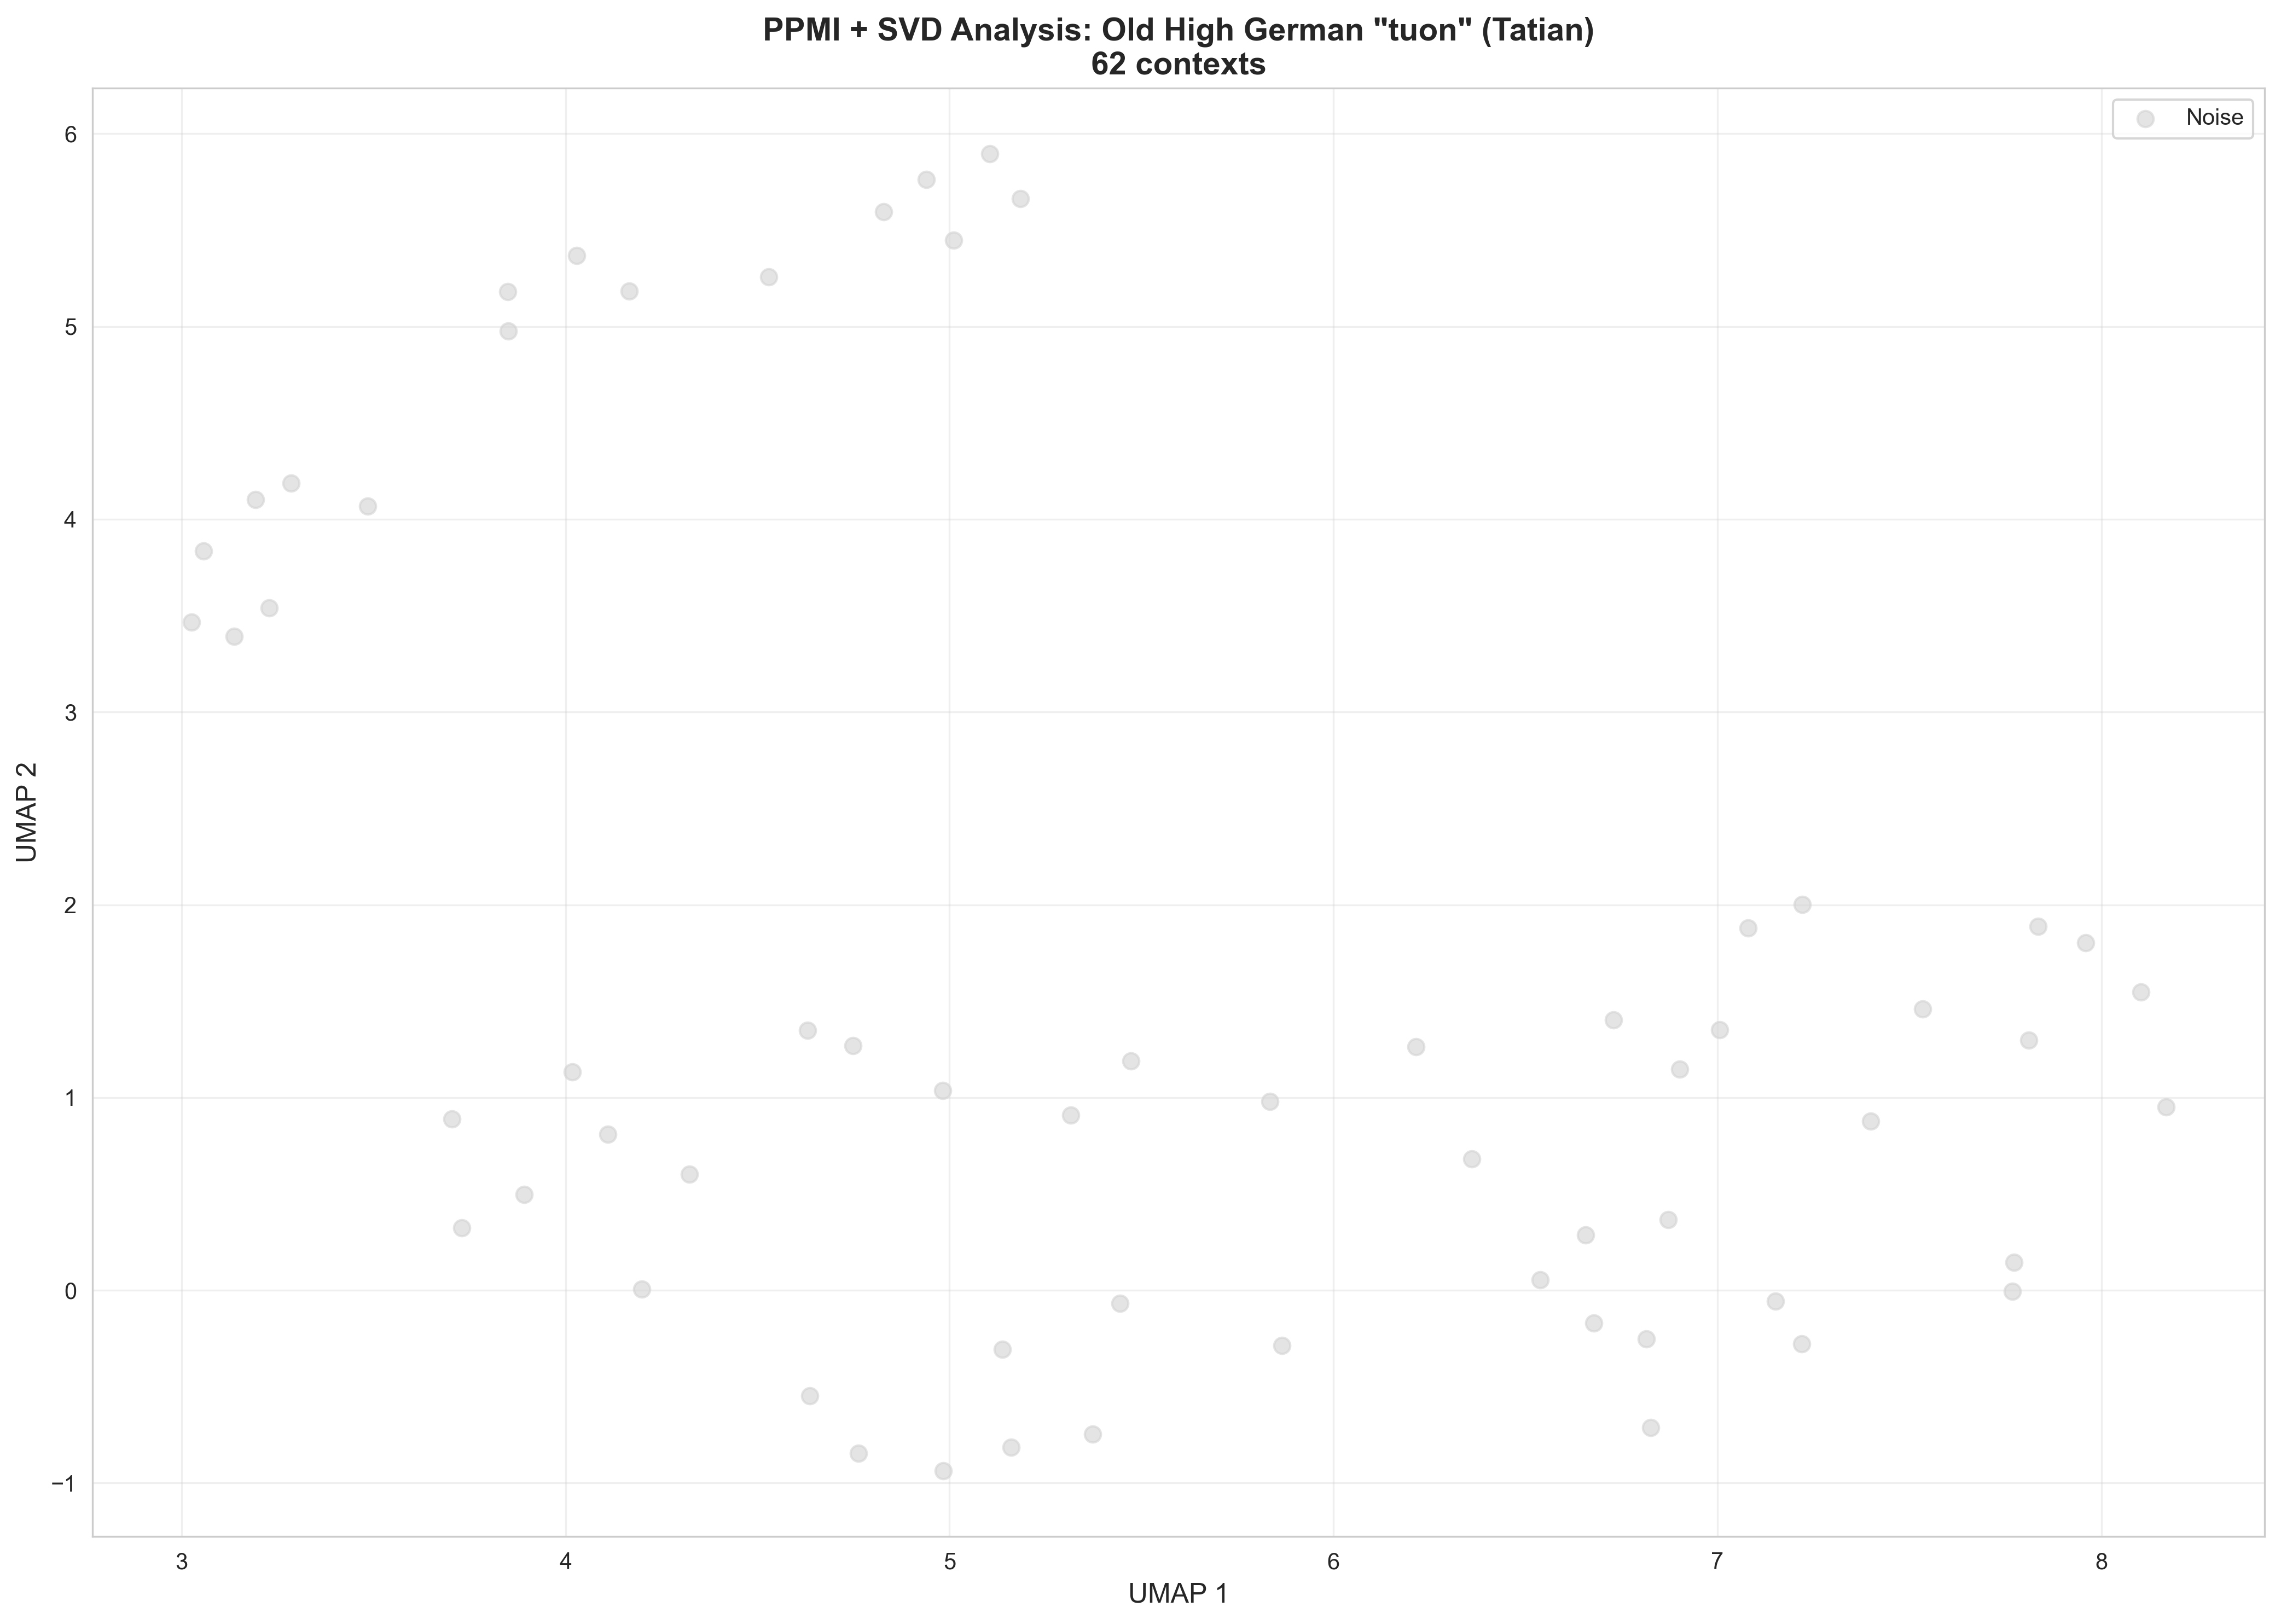 PPMI + SVD Analysis: Old High German "tuon" (Tatian)
62 contexts
Noise
6
5
4
3
2
1
0
−1
UMAP 2
3
4
5
6
7
8
UMAP 1